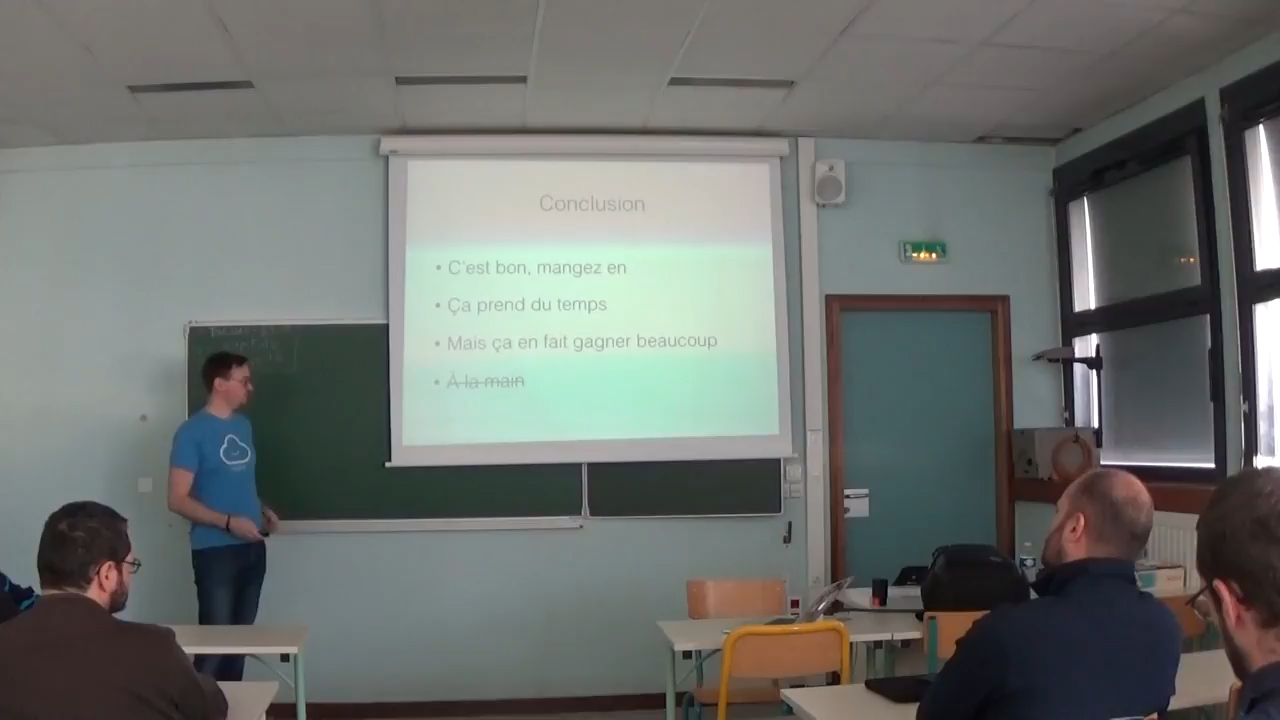 Conclusion
• C'est bon, mangez en
• Ça prend du temps
• Mais ça en fait gagner beaucoup
• À la main